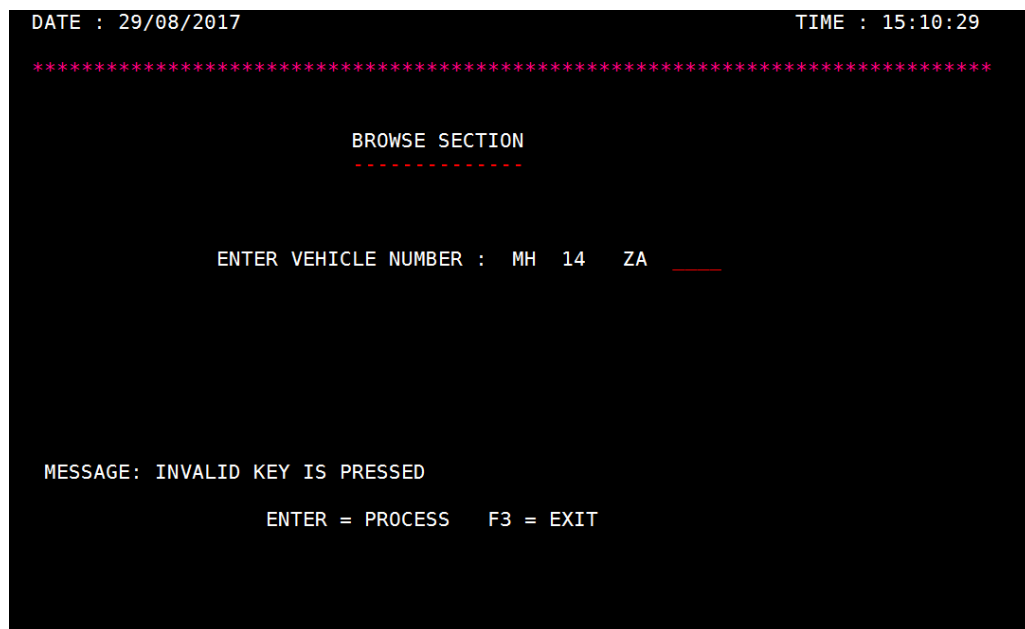 DATE : 29/08/2017 TIME : 15:10:29
******************************************************************************
BROWSE SECTION
--------------
ENTER VEHICLE NUMBER : MH 14 ZA ____
MESSAGE: INVALID KEY IS PRESSED
ENTER = PROCESS F3 = EXIT